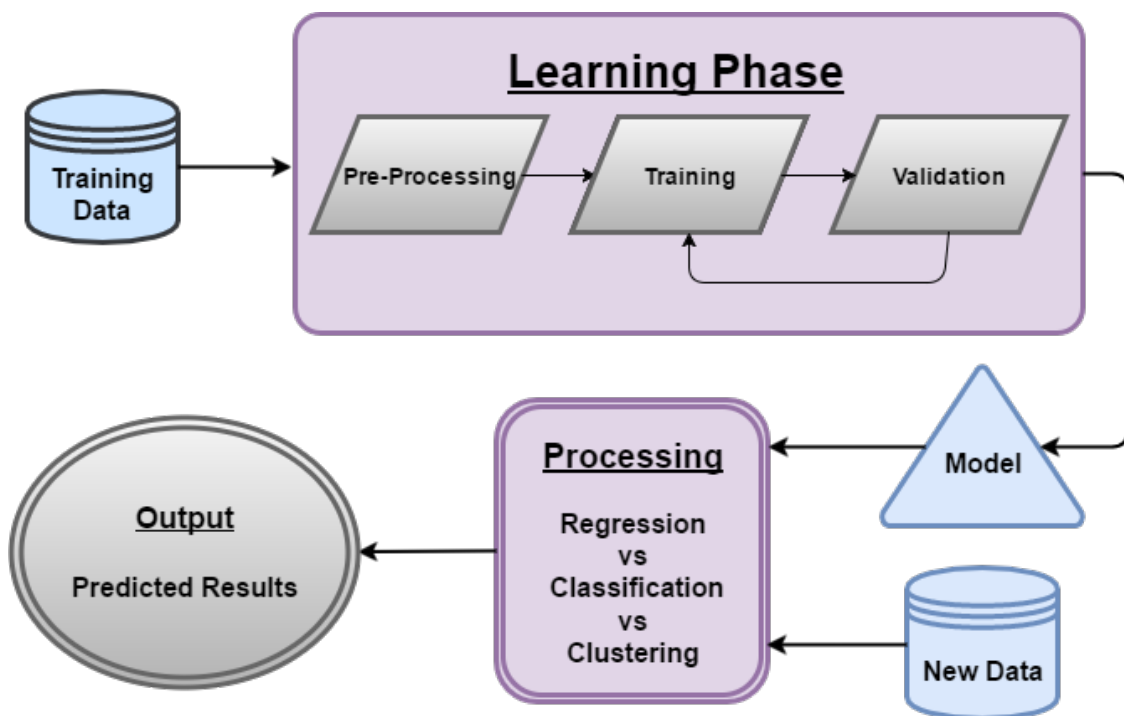 Learning Phase
Training
Data
Pre-Processing
Training
Validation
Processing
Regression
vs
Classification
vs
Clustering
Model
New Data
Output
Predicted Results